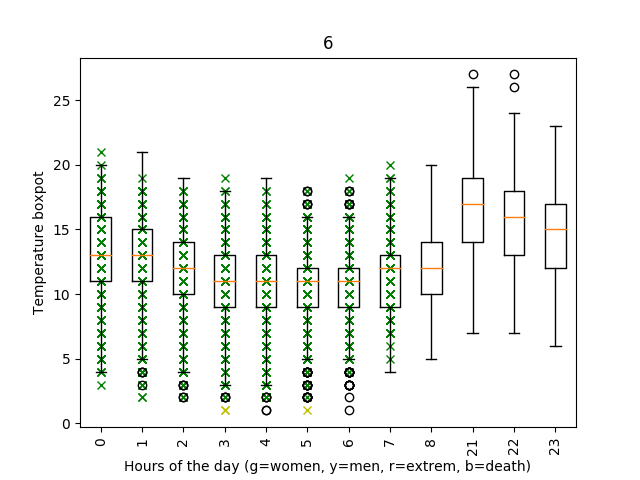 6
Temperature boxpot
25
20
15
10
5
0
0 1 2 3 4 5 6 7 8 21 22 23
Hours of the day (g=women, y=men, r=extrem, b=death)